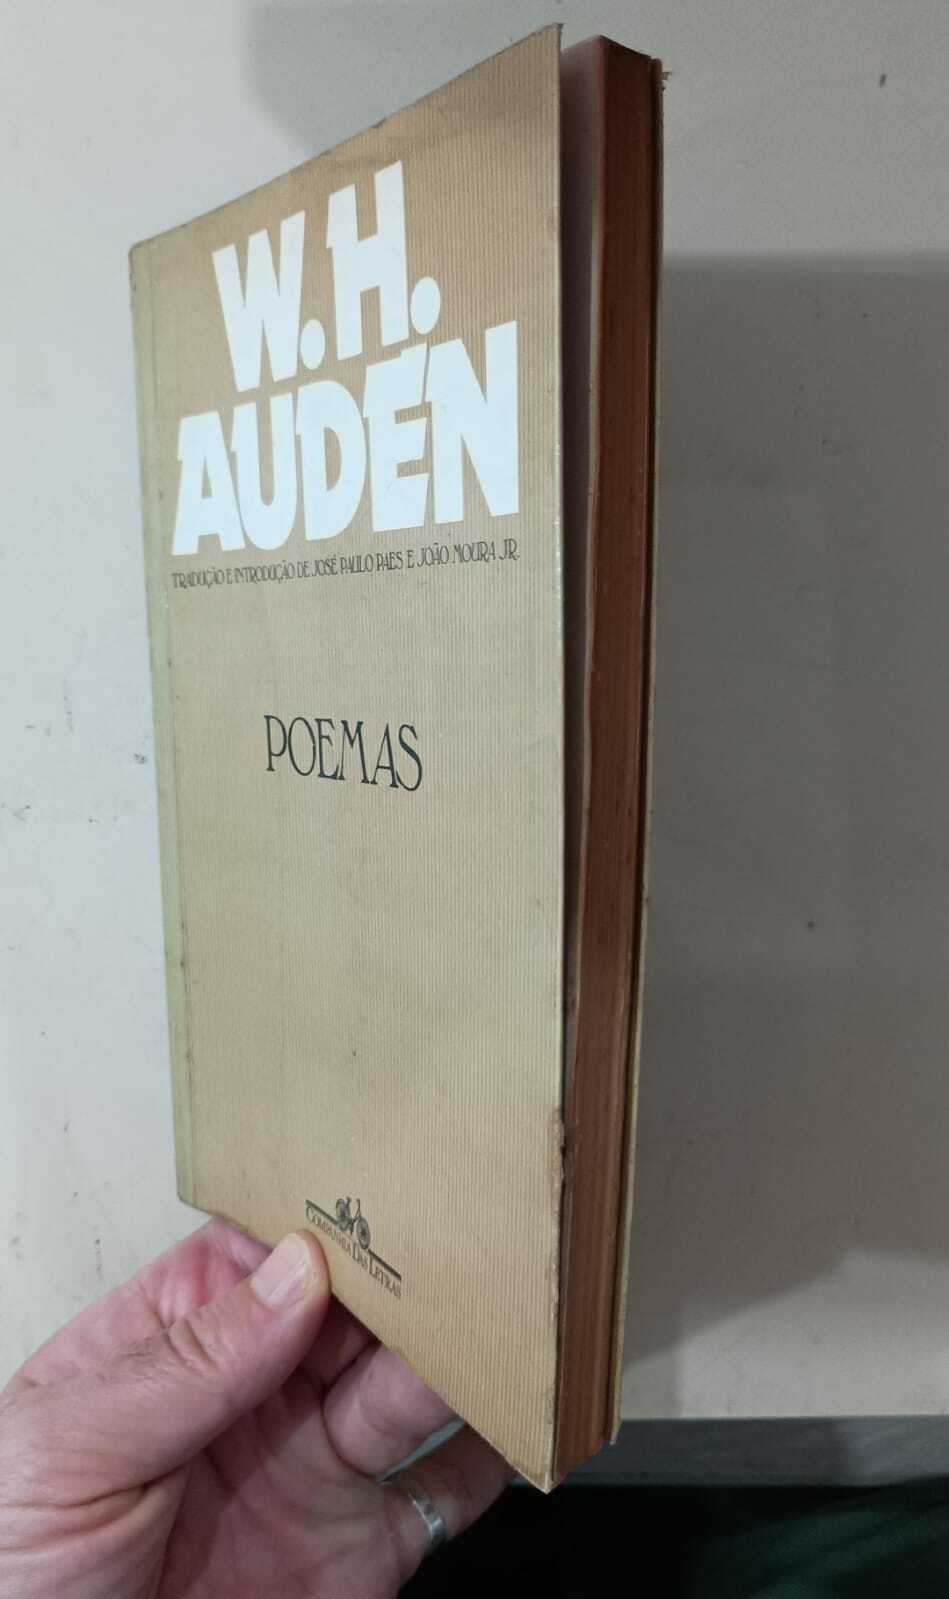 W.H.
AUDEN
TRADUÇÃO E INTRODUÇÃO DE JOSÉ PAULO PAES E JOÃO MOURA JR.
POEMAS
COMPANHIA DAS LETRAS